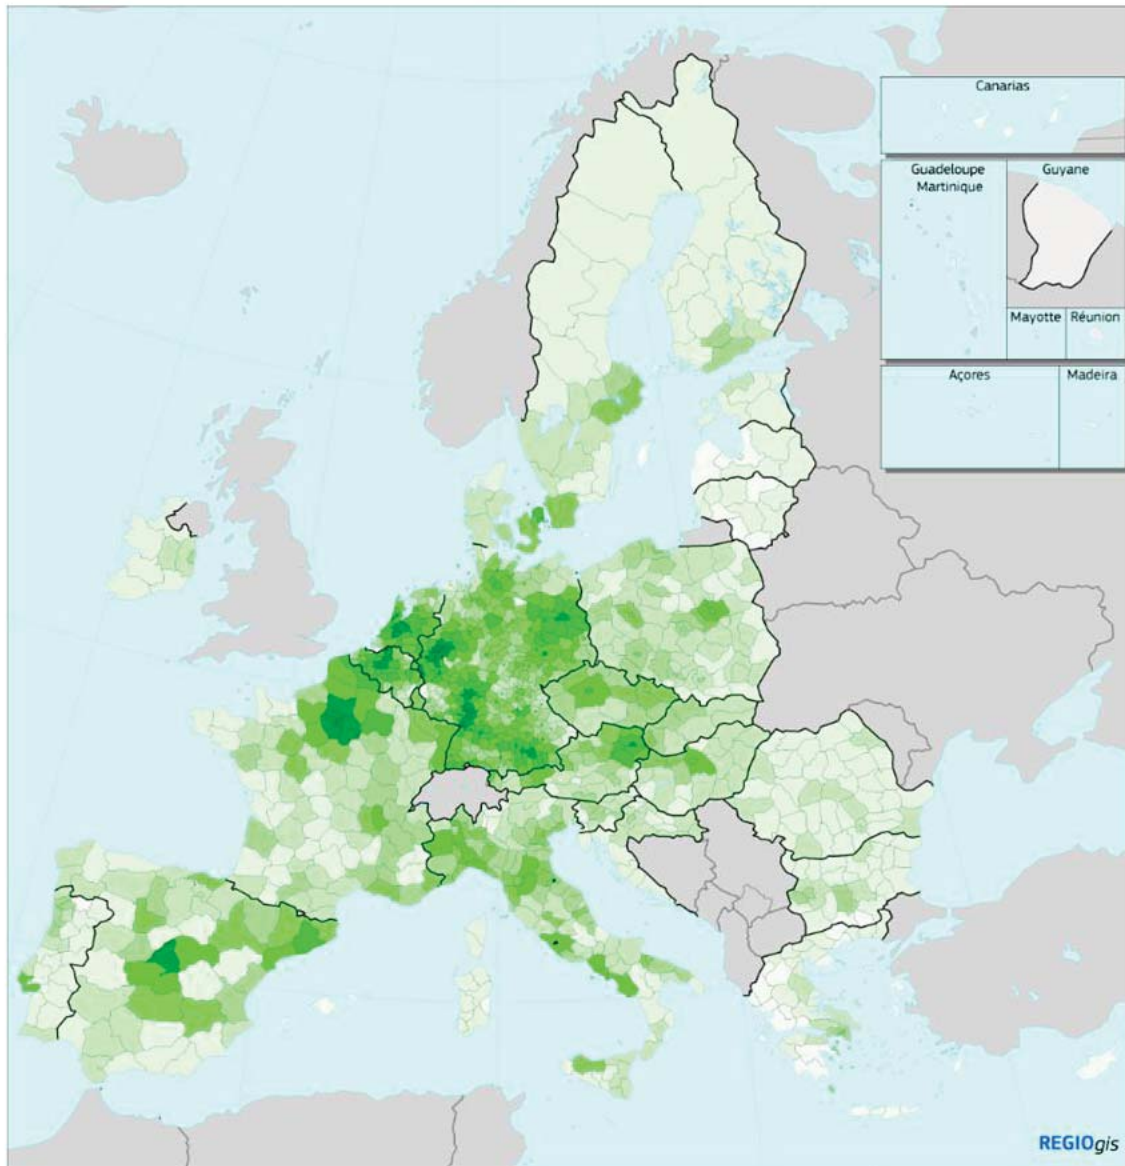 Canarias
Guadeloupe
Martinique
Guyane
Mayotte
Réunion
Açores
Madeira
REGIOgis